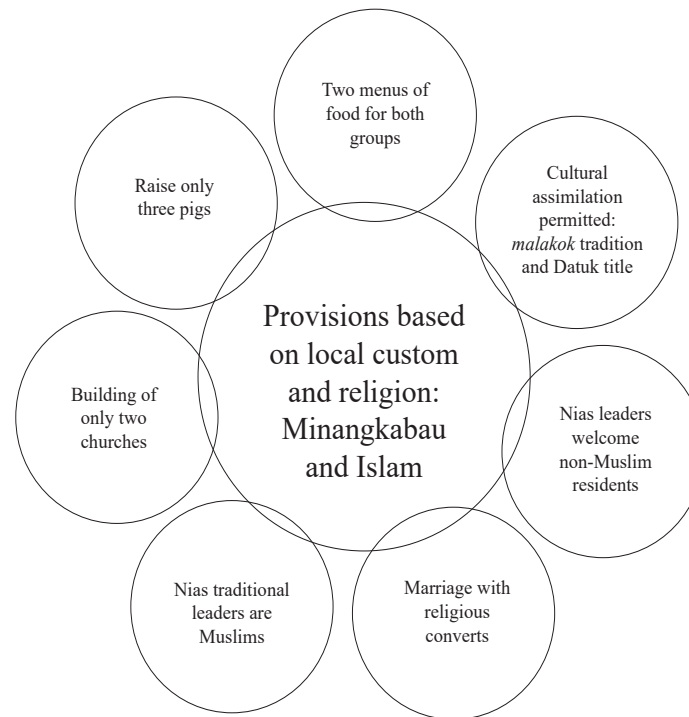 Two menus of
food for both
groups
Cultural
assimilation
permitted:
malakok tradition
and Datuk title
Nias leaders
welcome
non-Muslim
residents
Marriage with
religious
converts
Nias traditional
leaders are
Muslims
Building of
only two
churches
Raise only
three pigs
Provisions based
on local custom
and religion:
Minangkabau
and Islam